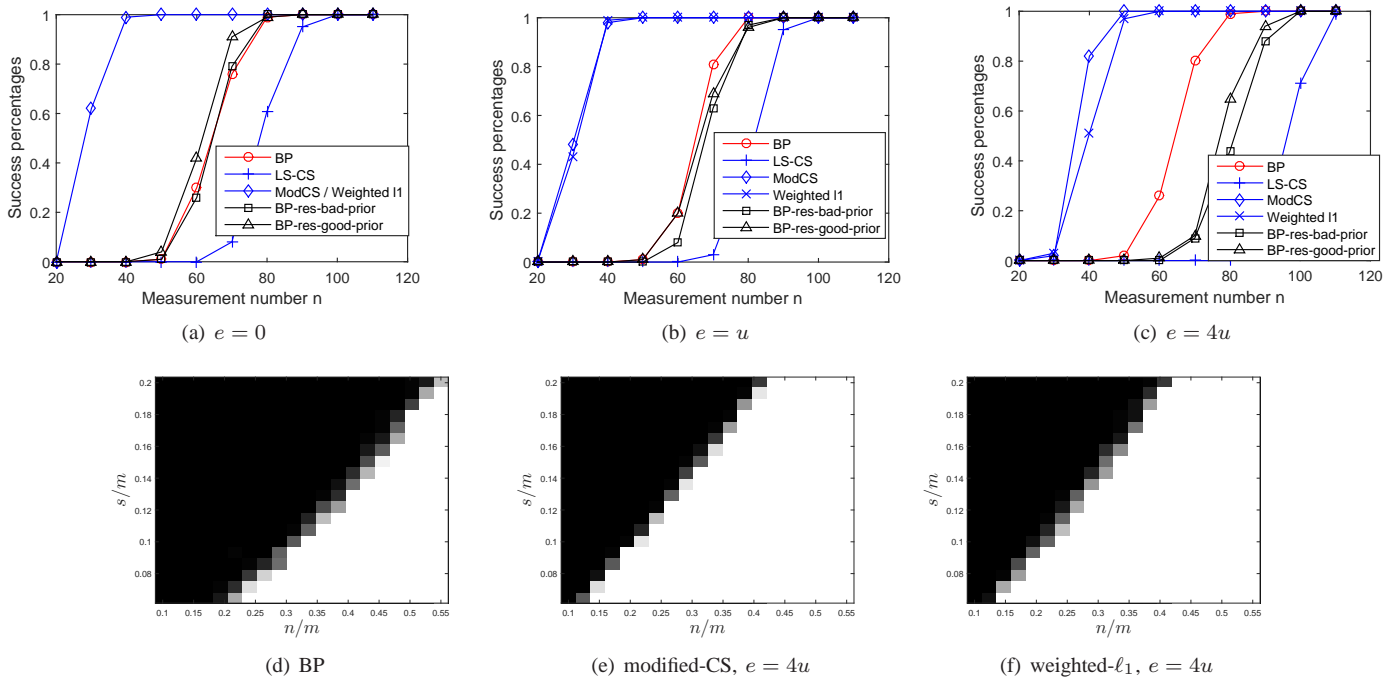 Success percentages
1
0.8
0.6
0.4
0.2
0
20 40 60 80 100 120
Measurement number n
BP
LS-CS
ModCS / Weighted l1
BP-res-bad-prior
BP-res-good-prior
(a) e = 0
Success percentages
1
0.8
0.6
0.4
0.2
0
20 40 60 80 100 120
Measurement number n
BP
LS-CS
ModCS
Weighted l1
BP-res-bad-prior
BP-res-good-prior
(b) e = u
Success percentages
1
0.8
0.6
0.4
0.2
0
20 40 60 80 100 120
Measurement number n
BP
LS-CS
ModCS
Weighted l1
BP-res-bad-prior
BP-res-good-prior
(c) e = 4u
s/m
0.2
0.18
0.16
0.14
0.12
0.1
0.08
0.1 0.15 0.2 0.25 0.3 0.35 0.4 0.45 0.5 0.55
n/m
(d) BP
s/m
0.2
0.18
0.16
0.14
0.12
0.1
0.08
0.1 0.15 0.2 0.25 0.3 0.35 0.4 0.45 0.5 0.55
n/m
(e) modified-CS, e = 4u
s/m
0.2
0.18
0.16
0.14
0.12
0.1
0.08
0.1 0.15 0.2 0.25 0.3 0.35 0.4 0.45 0.5 0.55
n/m
(f) weighted-ℓ₁, e = 4u